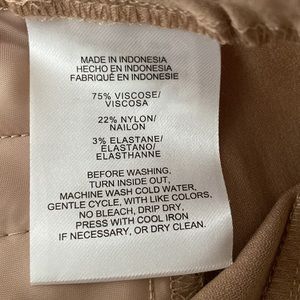 MADE IN INDONESIA
HECHO EN INDONESIA
FABRIQUÉ EN INDONESIE
75% VISCOSE/
VISCOSA
22% NYLON/
NAILON
3% ELASTANE/
ELASTANO/
ELASTHANNE
BEFORE WASHING,
TURN INSIDE OUT,
MACHINE WASH COLD WATER,
GENTLE CYCLE, WITH LIKE COLORS,
NO BLEACH, DRIP DRY,
PRESS WITH COOL IRON
IF NECESSARY, OR DRY CLEAN.